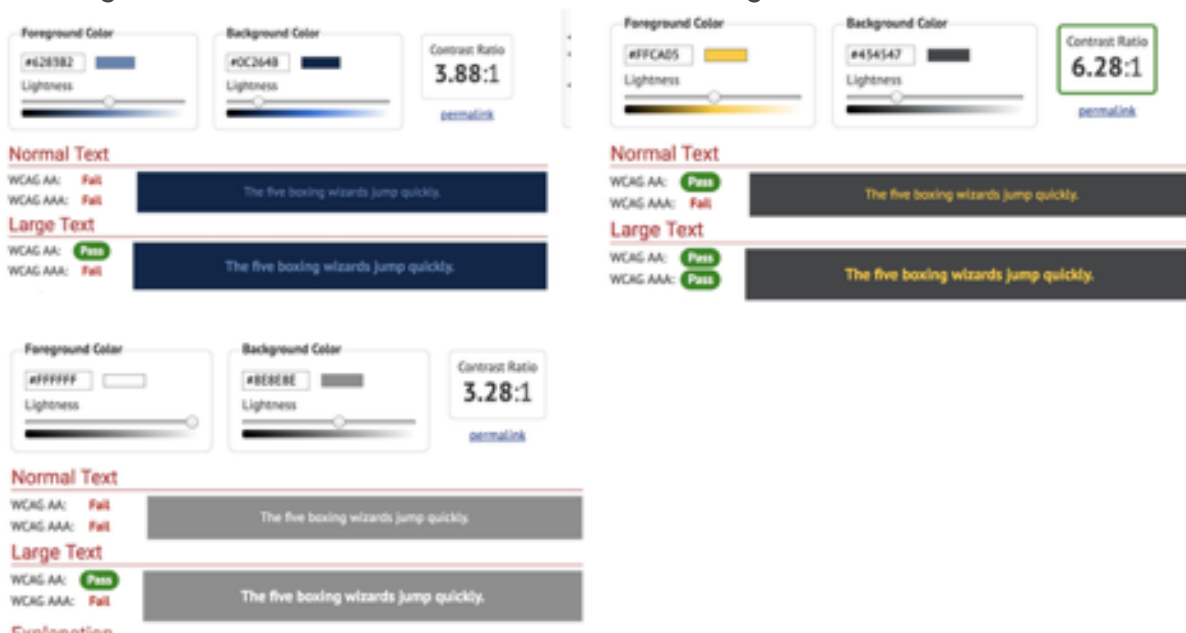 Foreground Color
Background Color
#6283B2
#0C264B
Contrast Ratio
3.88:1
Lightness
Lightness
permalink
Normal Text
WCAG AA: Fail
WCAG AAA: Fail
The five boxing wizards jump quickly.
Large Text
WCAG AA: Pass
WCAG AAA: Fail
The five boxing wizards jump quickly.
Foreground Color
Background Color
#FFCA05
#454547
Contrast Ratio
6.28:1
Lightness
Lightness
permalink
Normal Text
WCAG AA: Pass
WCAG AAA: Fail
The five boxing wizards jump quickly.
Large Text
WCAG AA: Pass
WCAG AAA: Pass
The five boxing wizards jump quickly.
Foreground Color
Background Color
#FFFFFF
#8E8E8E
Contrast Ratio
3.28:1
Lightness
Lightness
permalink
Normal Text
WCAG AA: Fail
WCAG AAA: Fail
The five boxing wizards jump quickly.
Large Text
WCAG AA: Pass
WCAG AAA: Fail
The five boxing wizards jump quickly.
Explanation